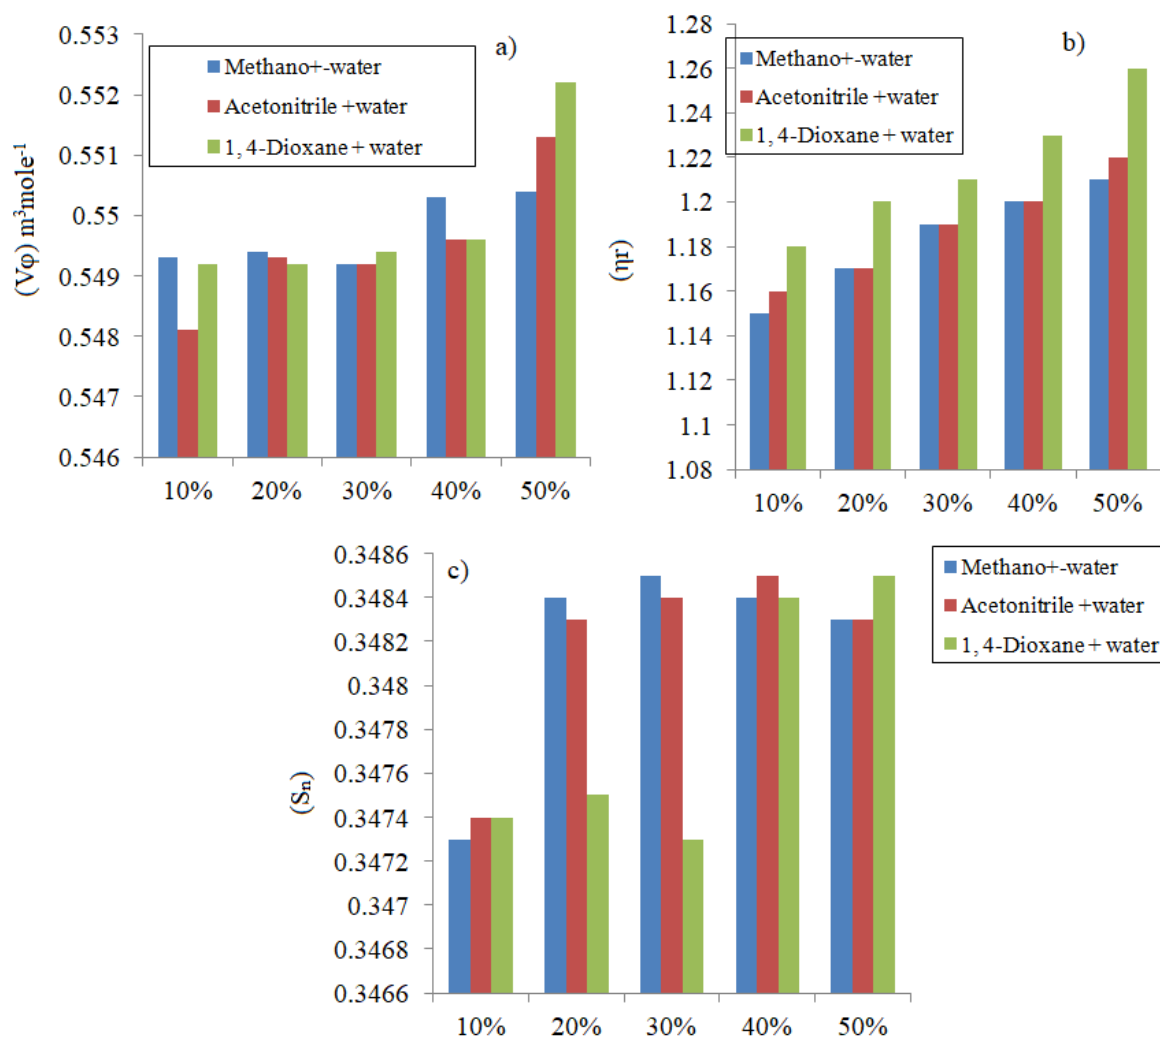 a)
0.553
0.552
0.551
0.55
0.549
0.548
0.547
0.546
(Vφ) m³mole⁻¹
Methano+-water
Acetonitrile +water
1, 4-Dioxane + water
10% 20% 30% 40% 50%
b)
1.28
1.26
1.24
1.22
1.2
1.18
1.16
1.14
1.12
1.1
1.08
(ηr)
Methano+-water
Acetonitrile +water
1, 4-Dioxane + water
10% 20% 30% 40% 50%
c)
0.3486
0.3484
0.3482
0.348
0.3478
0.3476
0.3474
0.3472
0.347
0.3468
0.3466
(Sₙ)
10% 20% 30% 40% 50%
Methano+-water
Acetonitrile +water
1, 4-Dioxane + water